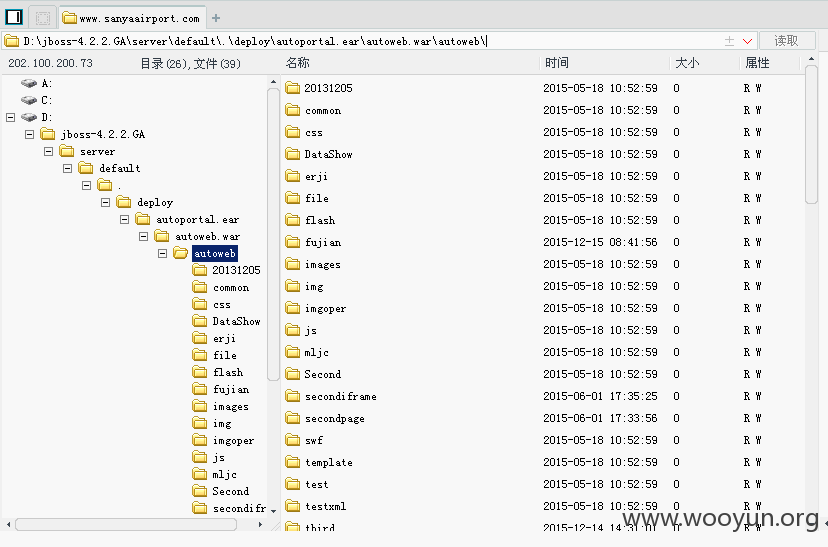 www.sanyaairport.com
D:\jboss-4.2.2.GA\server\default\.\deploy\autoportal.ear\autoweb.war\autoweb\
读取
202.100.200.73
目录(26),文件(39)
名称
时间
大小
属性
A:
C:
D:
jboss-4.2.2.GA
server
default
.
deploy
autoportal.ear
autoweb.war
autoweb
20131205
common
css
DataShow
erji
file
flash
fujian
images
img
imgoper
js
mljc
Second
secondifr
20131205 2015-05-18 10:52:59 0 R W
common 2015-05-18 10:52:59 0 R W
css 2015-05-18 10:52:59 0 R W
DataShow 2015-05-18 10:52:59 0 R W
erji 2015-05-18 10:52:59 0 R W
file 2015-05-18 10:52:59 0 R W
flash 2015-05-18 10:52:59 0 R W
fujian 2015-12-15 08:41:56 0 R W
images 2015-05-18 10:52:59 0 R W
img 2015-05-18 10:52:59 0 R W
imgoper 2015-05-18 10:52:59 0 R W
js 2015-05-18 10:52:59 0 R W
mljc 2015-05-18 10:52:59 0 R W
Second 2015-05-18 10:52:59 0 R W
secondiframe 2015-06-01 17:35:25 0 R W
secondpage 2015-06-01 17:33:56 0 R W
swf 2015-05-18 10:52:59 0 R W
template 2015-05-18 10:52:59 0 R W
test 2015-05-18 10:52:59 0 R W
testxml 2015-05-18 10:52:59 0 R W
third 2015-12-14 14:31:01 0 R W
www.wooyun.org